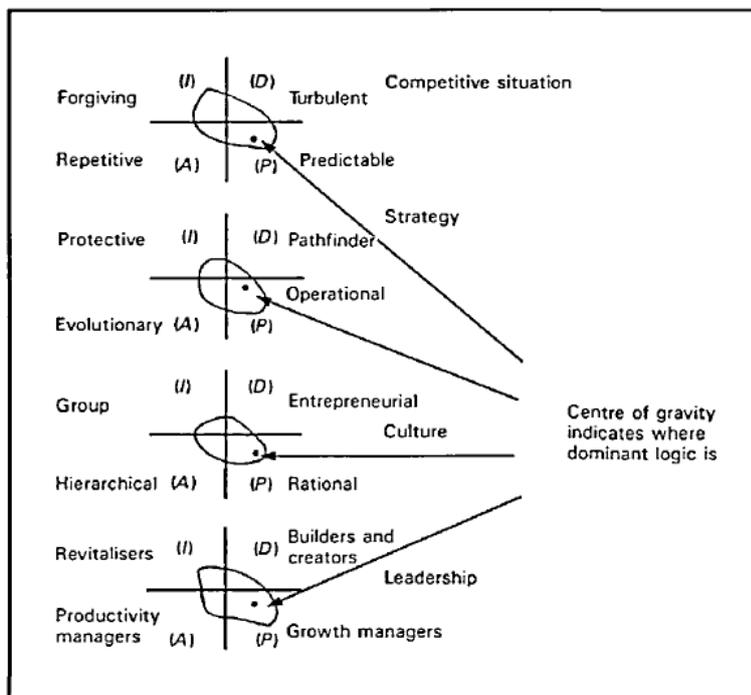 (I) (D) Competitive situation
Forgiving Turbulent
Repetitive (A) (P) Predictable
Strategy
Protective (I) (D) Pathfinder
Operational
Evolutionary (A) (P)
(I) (D)
Group Entrepreneurial
Culture
Hierarchical (A) (P) Rational
Centre of gravity
indicates where
dominant logic is
Revitalisers (I) (D) Builders and
creators
Leadership
Productivity
managers (A) (P) Growth managers